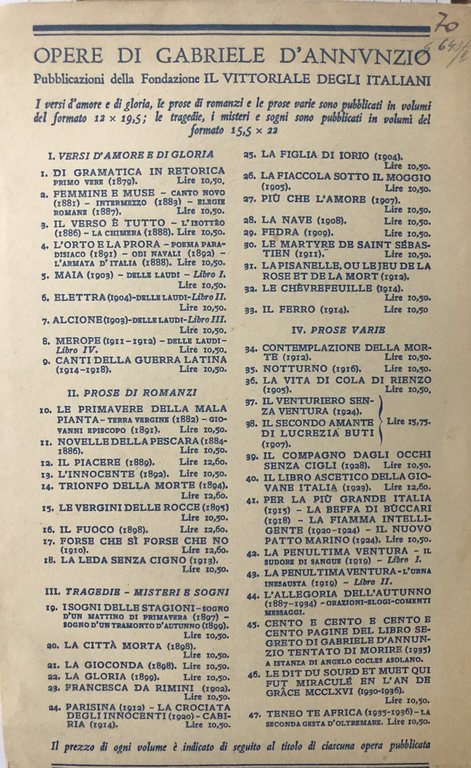 70
OPERE DI GABRIELE D'ANNVNZIO
Pubblicazioni della Fondazione IL VITTORIALE DEGLI ITALIANI
I versi d'amore e di gloria, le prose di romanzi e le prose varie sono pubblicati in volumi
del formato 12 × 19,5; le tragedie, i misteri e sogni sono pubblicati in volumi del
formato 15,5 × 22
I. VERSI D'AMORE E DI GLORIA
1. DI GRAMATICA IN RETORICA
PRIMO VERE (1879). Lire 10,50.
2. FEMMINE E MUSE - CANTO NOVO
(1881) - INTERMEZZO (1883) - ELEGIE
ROMANE (1887). Lire 10,50.
3. IL VERSO È TUTTO - L'ISOTTÈO
(1886) - LA CHIMERA (1888). Lire 10,50.
4. L'ORTO E LA PRORA - POEMA PARA-
DISIACO (1891) - ODI NAVALI (1892) -
L'ARMATA D'ITALIA (1888). Lire 10,50.
5. MAIA (1903) - DELLE LAUDI - Libro I.
Lire 10,50.
6. ELETTRA (1904)-DELLE LAUDI-Libro II.
Lire 10,50.
7. ALCIONE (1903)-DELLE LAUDI-Libro III.
Lire 10,50.
8. MEROPE (1911-1912) - DELLE LAUDI-
Libro IV. Lire 10,50.
9. CANTI DELLA GUERRA LATINA
(1914-1918). Lire 10,50.
II. PROSE DI ROMANZI
10. LE PRIMAVERE DELLA MALA
PIANTA - TERRA VERGINE (1882) - GIO-
VANNI EPISCOPO (1891). Lire 10,50.
11. NOVELLE DELLA PESCARA (1884-
1886). Lire 10,50.
12. IL PIACERE (1889). Lire 12,60.
13. L'INNOCENTE (1892). Lire 10,50.
14. TRIONFO DELLA MORTE (1894).
Lire 12,60.
15. LE VERGINI DELLE ROCCE (1895)
Lire 10,50.
16. IL FUOCO (1898). Lire 12,60.
17. FORSE CHE SÌ FORSE CHE NO
(1910). Lire 12,60.
18. LA LEDA SENZA CIGNO (1913).
Lire 10,50.
III. TRAGEDIE - MISTERI E SOGNI
19. I SOGNI DELLE STAGIONI-SOGNO
D'UN MATTINO DI PRIMAVERA (1897) -
SOGNO D'UN TRAMONTO D'AUTUNNO (1899).
Lire 10,50.
20. LA CITTÀ MORTA (1898).
Lire 10,50.
21. LA GIOCONDA (1898). Lire 10,50.
22. LA GLORIA (1899). Lire 10,50.
23. FRANCESCA DA RIMINI (1902).
Lire 10,50.
24. PARISINA (1912) - LA CROCIATA
DEGLI INNOCENTI (1920) - CABI-
RIA (1914). Lire 10,50.
25. LA FIGLIA DI IORIO (1904).
Lire 10,50.
26. LA FIACCOLA SOTTO IL MOGGIO
(1905). Lire 10,50.
27. PIÙ CHE L'AMORE (1907).
Lire 10,50.
28. LA NAVE (1908). Lire 10,50.
29. FEDRA (1909). Lire 10,50.
30. LE MARTYRE DE SAINT SÉBAS-
TIEN (1911). Lire 10,50.
31. LA PISANELLE, OU LE JEU DE LA
ROSE ET DE LA MORT (1912).
Lire 10,50.
32. LE CHÈVREFEUILLE (1914).
Lire 10,50
33. IL FERRO (1914). Lire 10,50
IV. PROSE VARIE
34. CONTEMPLAZIONE DELLA MOR-
TE (1912). Lire 10,50.
35. NOTTURNO (1916). Lire 10,50.
36. LA VITA DI COLA DI RIENZO
(1905). Lire 10,50.
37. IL VENTURIERO SEN-
ZA VENTURA (1924).
38. IL SECONDO AMANTE Lire 15,75.
DI LUCREZIA BUTI
(1907).
39. IL COMPAGNO DAGLI OCCHI
SENZA CIGLI (1928). Lire 10,50.
40. IL LIBRO ASCETICO DELLA GIO-
VANE ITALIA (1923). Lire 12,60.
41. PER LA PIÙ GRANDE ITALIA
(1915) - LA BEFFA DI BÙCCARI
(1918) - LA FIAMMA INTELLI-
GENTE (1920-1924) - IL NUOVO
PATTO MARINO (1924). Lire 10,50.
42. LA PENULTIMA VENTURA - IL
SUDORE DI SANGUE (1919) - Libro I.
43. LA PENULTIMA VENTURA-L'URNA
INESAUSTA (1919) - Libro II.
44. L'ALLEGORIA DELL'AUTUNNO
(1887-1934) - ORAZIONI-ELOGI-COMENTI
MESSAGGI.
45. CENTO E CENTO E CENTO E
CENTO PAGINE DEL LIBRO SE-
GRETO DI GABRIELE D'ANNUN-
ZIO TENTATO DI MORIRE (1935)
A ISTANZA DI ANGELO COCLES ASOLANO.
46. LE DIT DU SOURD ET MUET QUI
FUT MIRACULÉ EN L'AN DE
GRÂCE MCCLXVI (1930-1936).
Lire 10,50.
47. TENEO TE AFRICA (1935-1936)-LA
SECONDA GESTA D'OLTREMARE. Lire 10,50.
Il prezzo di ogni volume è indicato di seguito al titolo di ciascuna opera pubblicata